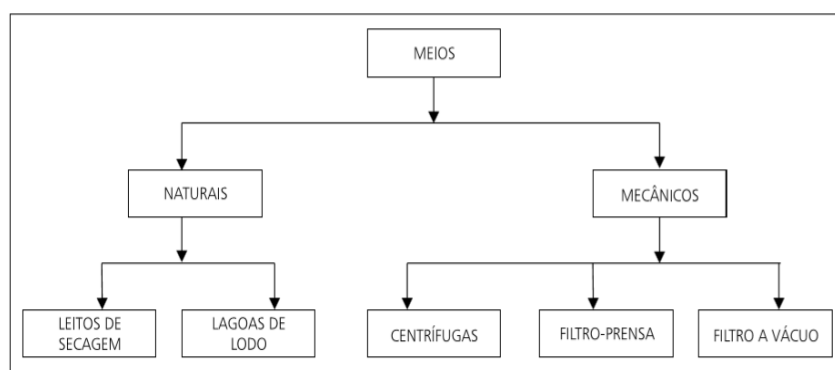 MEIOS
NATURAIS
MECÂNICOS
LEITOS DE
SECAGEM
LAGOAS DE
LODO
CENTRÍFUGAS
FILTRO-PRENSA
FILTRO A VÁCUO